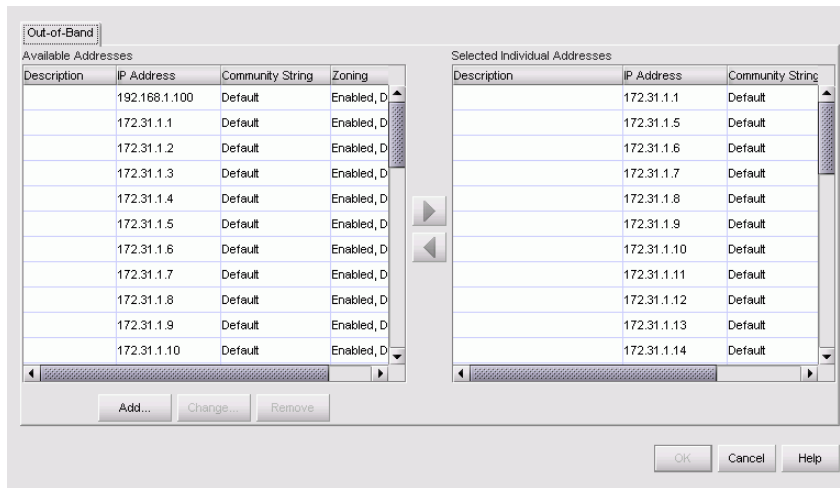 Out-of-Band
Available Addresses
Description IP Address Community String Zoning
192.168.1.100 Default Enabled, D
172.31.1.1 Default Enabled, D
172.31.1.2 Default Enabled, D
172.31.1.3 Default Enabled, D
172.31.1.4 Default Enabled, D
172.31.1.5 Default Enabled, D
172.31.1.6 Default Enabled, D
172.31.1.7 Default Enabled, D
172.31.1.8 Default Enabled, D
172.31.1.9 Default Enabled, D
172.31.1.10 Default Enabled, D
Add... Change... Remove
Selected Individual Addresses
Description IP Address Community String
172.31.1.1 Default
172.31.1.5 Default
172.31.1.6 Default
172.31.1.7 Default
172.31.1.8 Default
172.31.1.9 Default
172.31.1.10 Default
172.31.1.11 Default
172.31.1.12 Default
172.31.1.13 Default
172.31.1.14 Default
OK Cancel Help